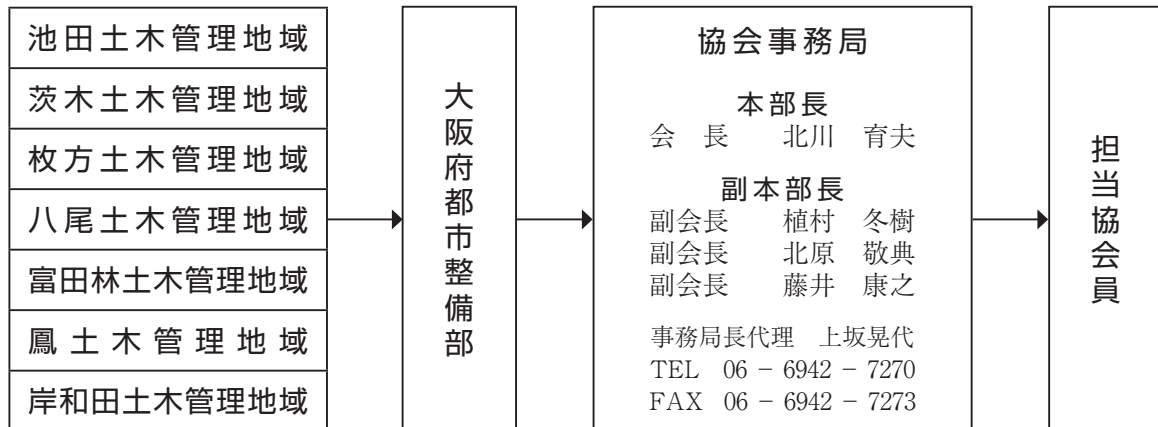 池田土木管理地域
茨木土木管理地域
枚方土木管理地域
八尾土木管理地域
富田林土木管理地域
鳳土木管理地域
岸和田土木管理地域
大阪府都市整備部
協会事務局
本部長
会　長　　北川　育夫
副本部長
副会長　　植村　冬樹
副会長　　北原　敬典
副会長　　藤井　康之
事務局長代理　上坂晃代
TEL　06 − 6942 − 7270
FAX　06 − 6942 − 7273
担当協会員